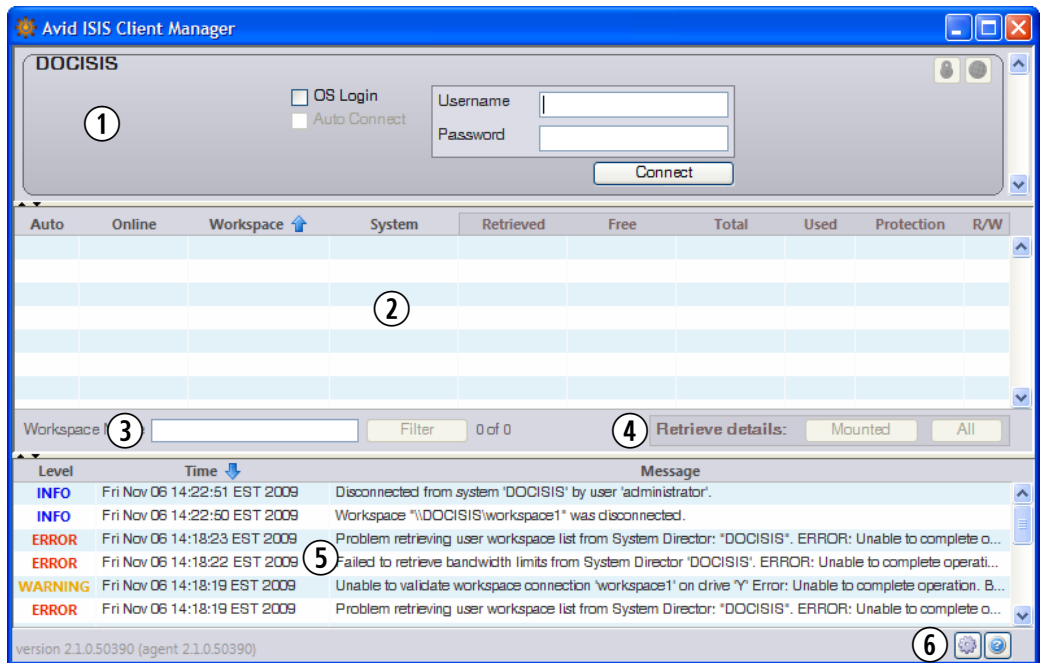 Avid ISIS Client Manager
DOCISIS
OS Login
Auto Connect
Username
Password
Connect
1
Auto Online Workspace System Retrieved Free Total Used Protection R/W
2
Workspace 3 Filter 0 of 0 4 Retrieve details: Mounted All
Level Time Message
INFO Fri Nov 06 14:22:51 EST 2009 Disconnected from system 'DOCISIS' by user 'administrator'.
INFO Fri Nov 06 14:22:50 EST 2009 Workspace "\\DOCISIS\workspace1" was disconnected.
ERROR Fri Nov 06 14:18:23 EST 2009 Problem retrieving user workspace list from System Director: "DOCISIS". ERROR: Unable to complete o...
ERROR Fri Nov 06 14:18:22 EST 2009 5 Failed to retrieve bandwidth limits from System Director 'DOCISIS'. ERROR: Unable to complete operati...
WARNING Fri Nov 06 14:18:19 EST 2009 Unable to validate workspace connection 'workspace1' on drive 'Y' Error: Unable to complete operation. B...
ERROR Fri Nov 06 14:18:19 EST 2009 Problem retrieving user workspace list from System Director: "DOCISIS". ERROR: Unable to complete o...
version 2.1.0.50390 (agent 2.1.0.50390) 6